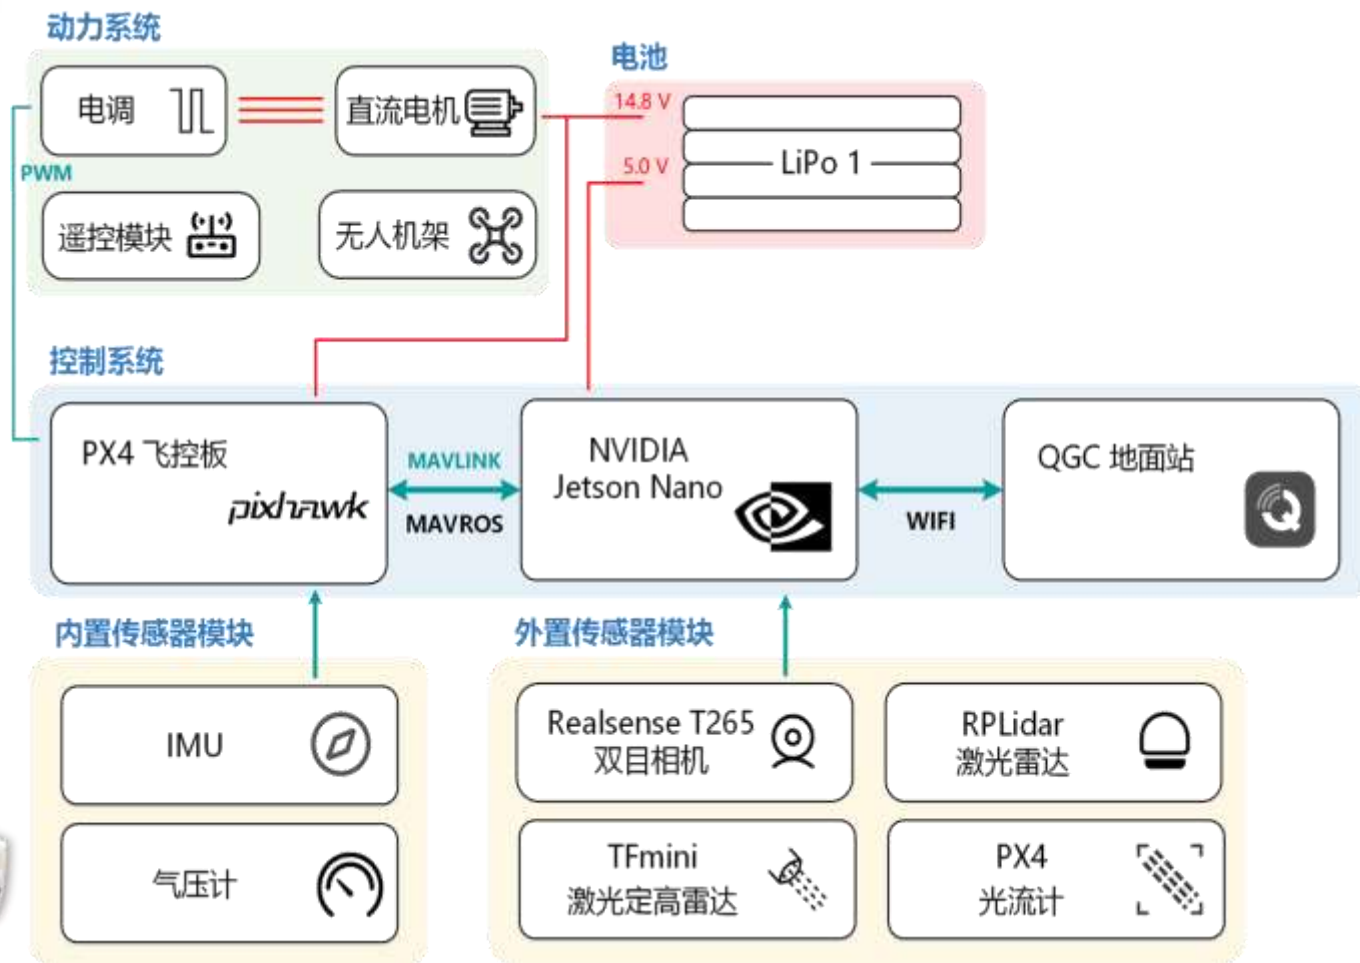 动力系统
电调
直流电机
PWM
遥控模块
无人机架
电池
14.8 V
5.0 V
LiPo 1
控制系统
PX4 飞控板
pixhawk
MAVLINK
MAVROS
NVIDIA
Jetson Nano
WIFI
QGC 地面站
内置传感器模块
IMU
气压计
外置传感器模块
Realsense T265
双目相机
RPLidar
激光雷达
TFmini
激光定高雷达
PX4
光流计